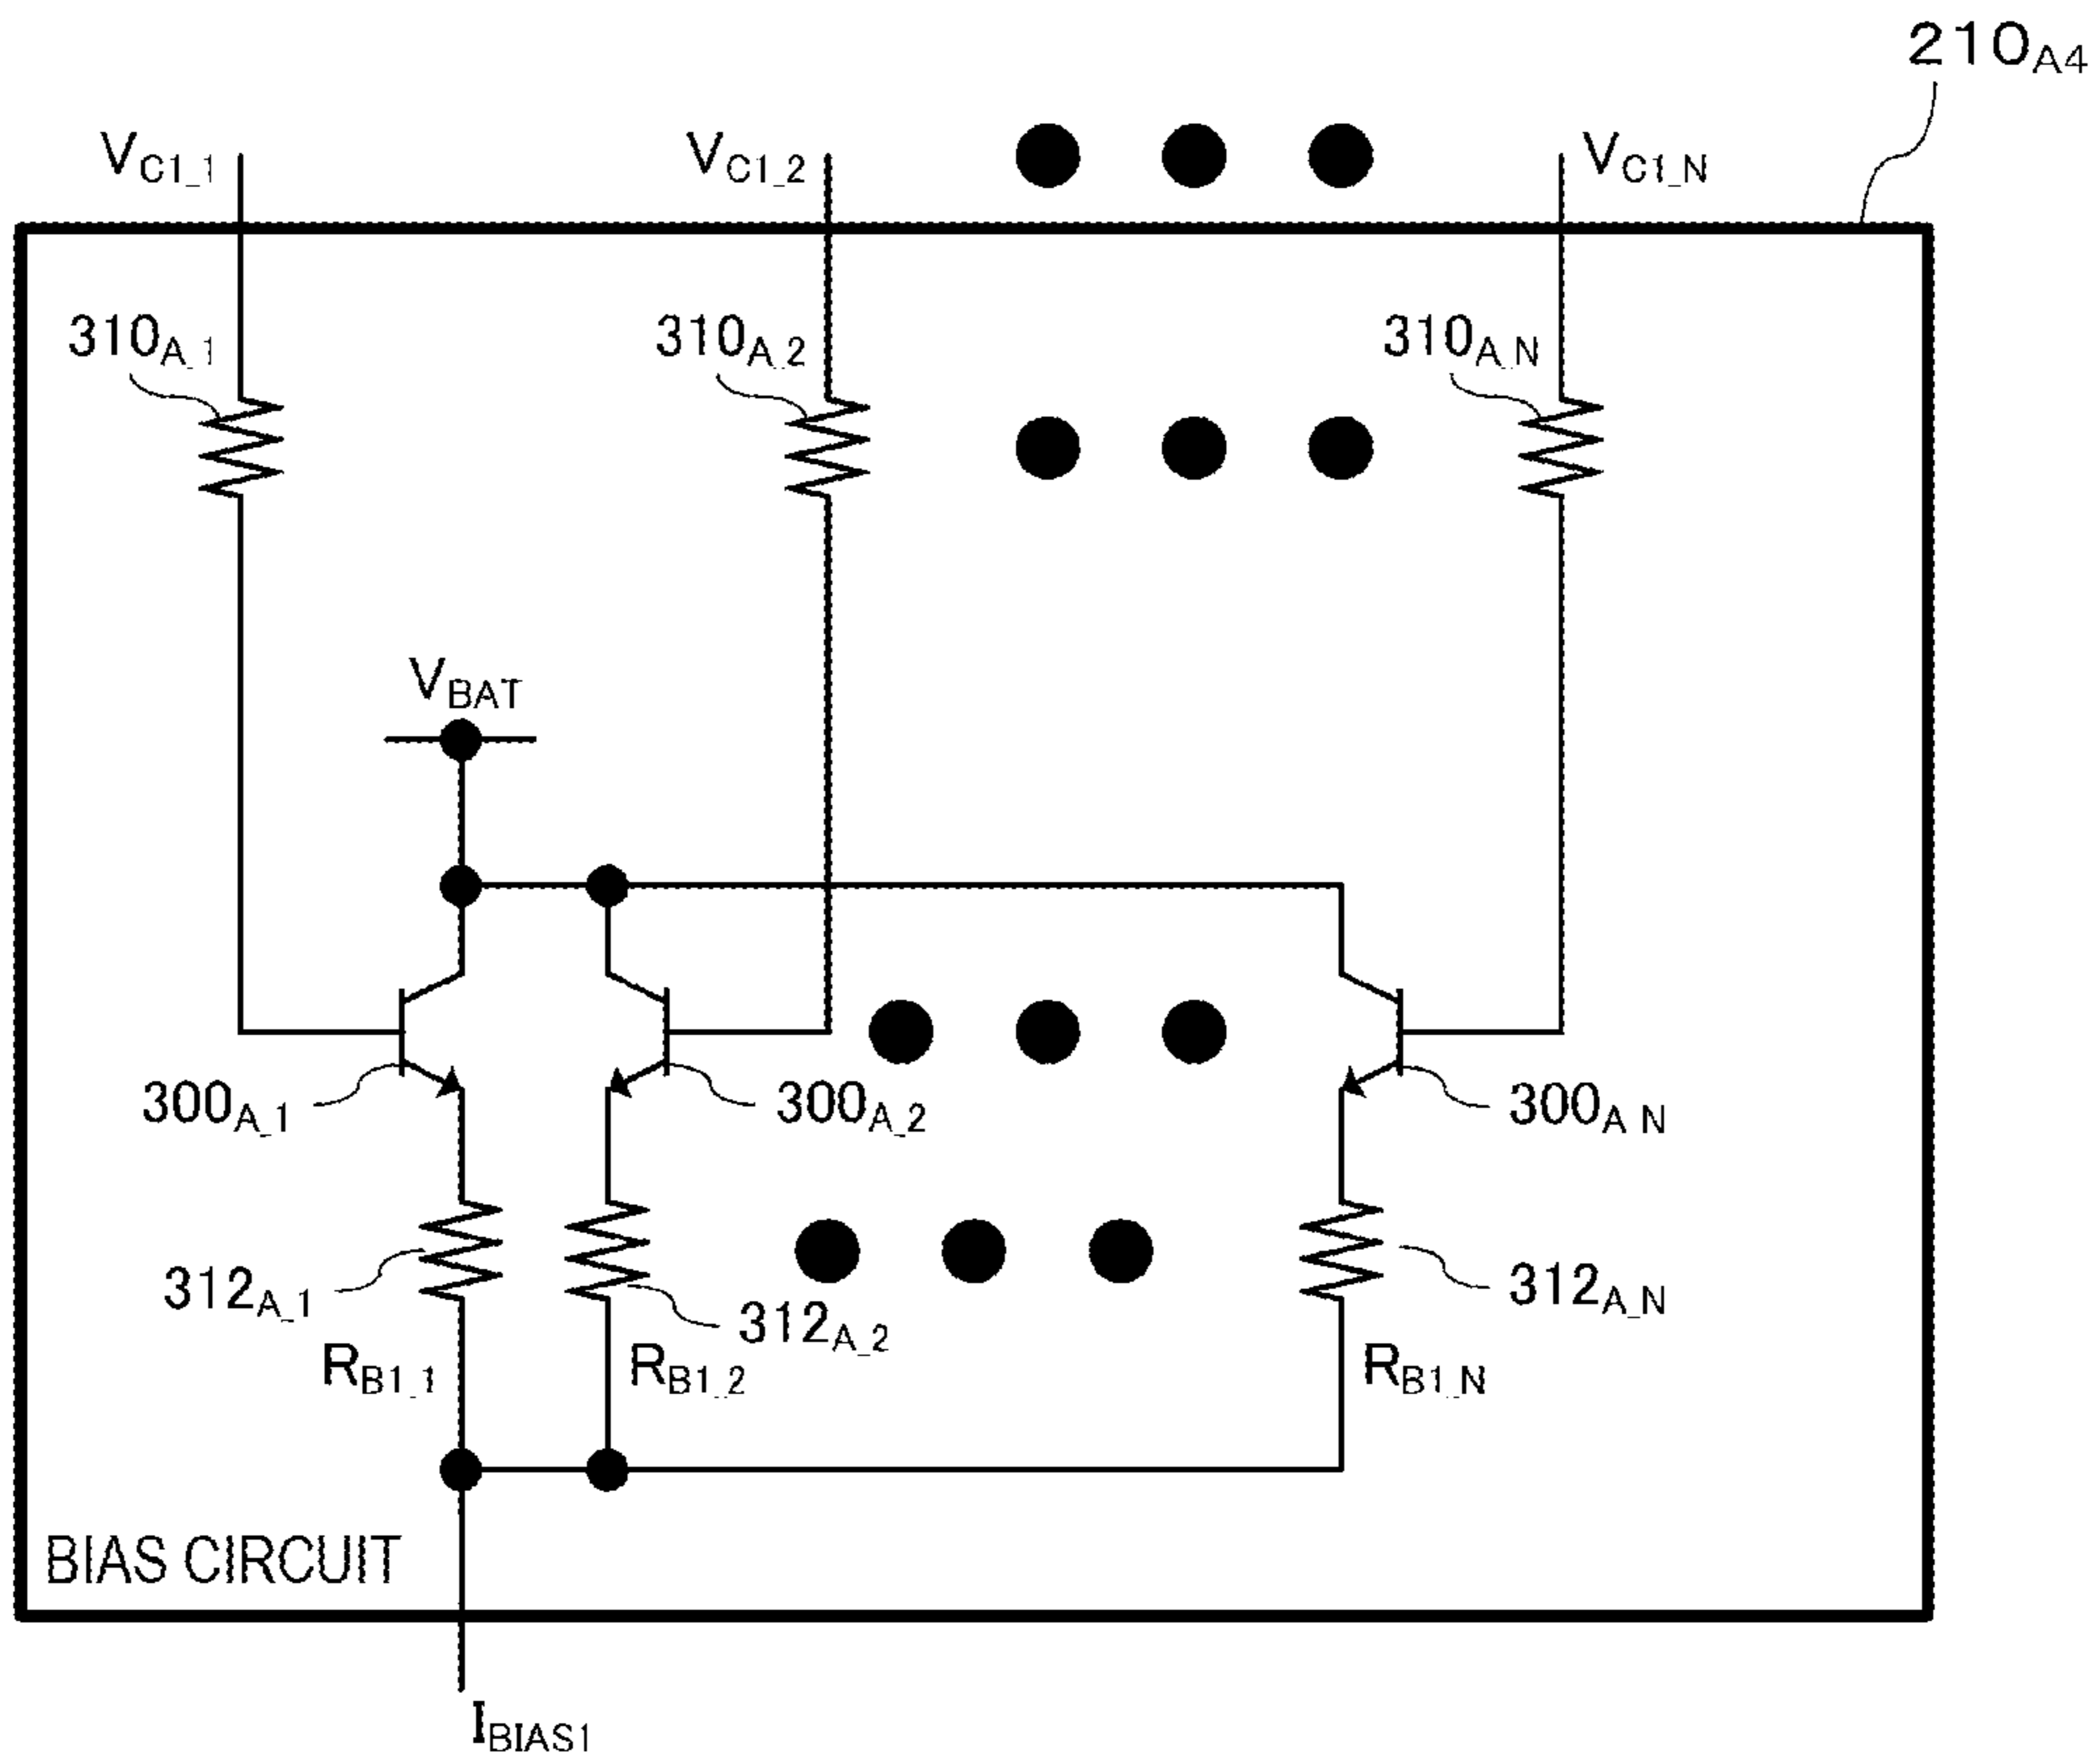 210A4
VC1_1
VC1_2
VC1_N
310A_1
310A_2
310A_N
VBAT
300A_1
300A_2
300A_N
312A_1
312A_2
312A_N
RB1_1
RB1_2
RB1_N
BIAS CIRCUIT
IBIAS1